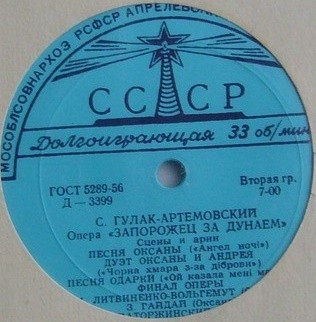 МОСОБЛСОВНАРХОЗ РСФСР
СССР
Долгоиграющая 33 об/мин
ГОСТ 5289-56
Д — 3399
Вторая гр.
7-00
С. ГУЛАК-АРТЕМОВСКИЙ
Опера «ЗАПОРОЖЕЦ ЗА ДУНАЕМ»
Сцены и арии
ПЕСНЯ ОКСАНЫ («Ангел ночі»)
ДУЭТ ОКСАНЫ И АНДРЕЯ
(«Чорна хмара з-за діброви»)
ПЕСНЯ ОДАРКИ («Ой казала мені
ФИНАЛ ОПЕРЫ
ЛИТВИНЕНКО-ВОЛЬГЕМУТ
З. ГАЙДАЙ